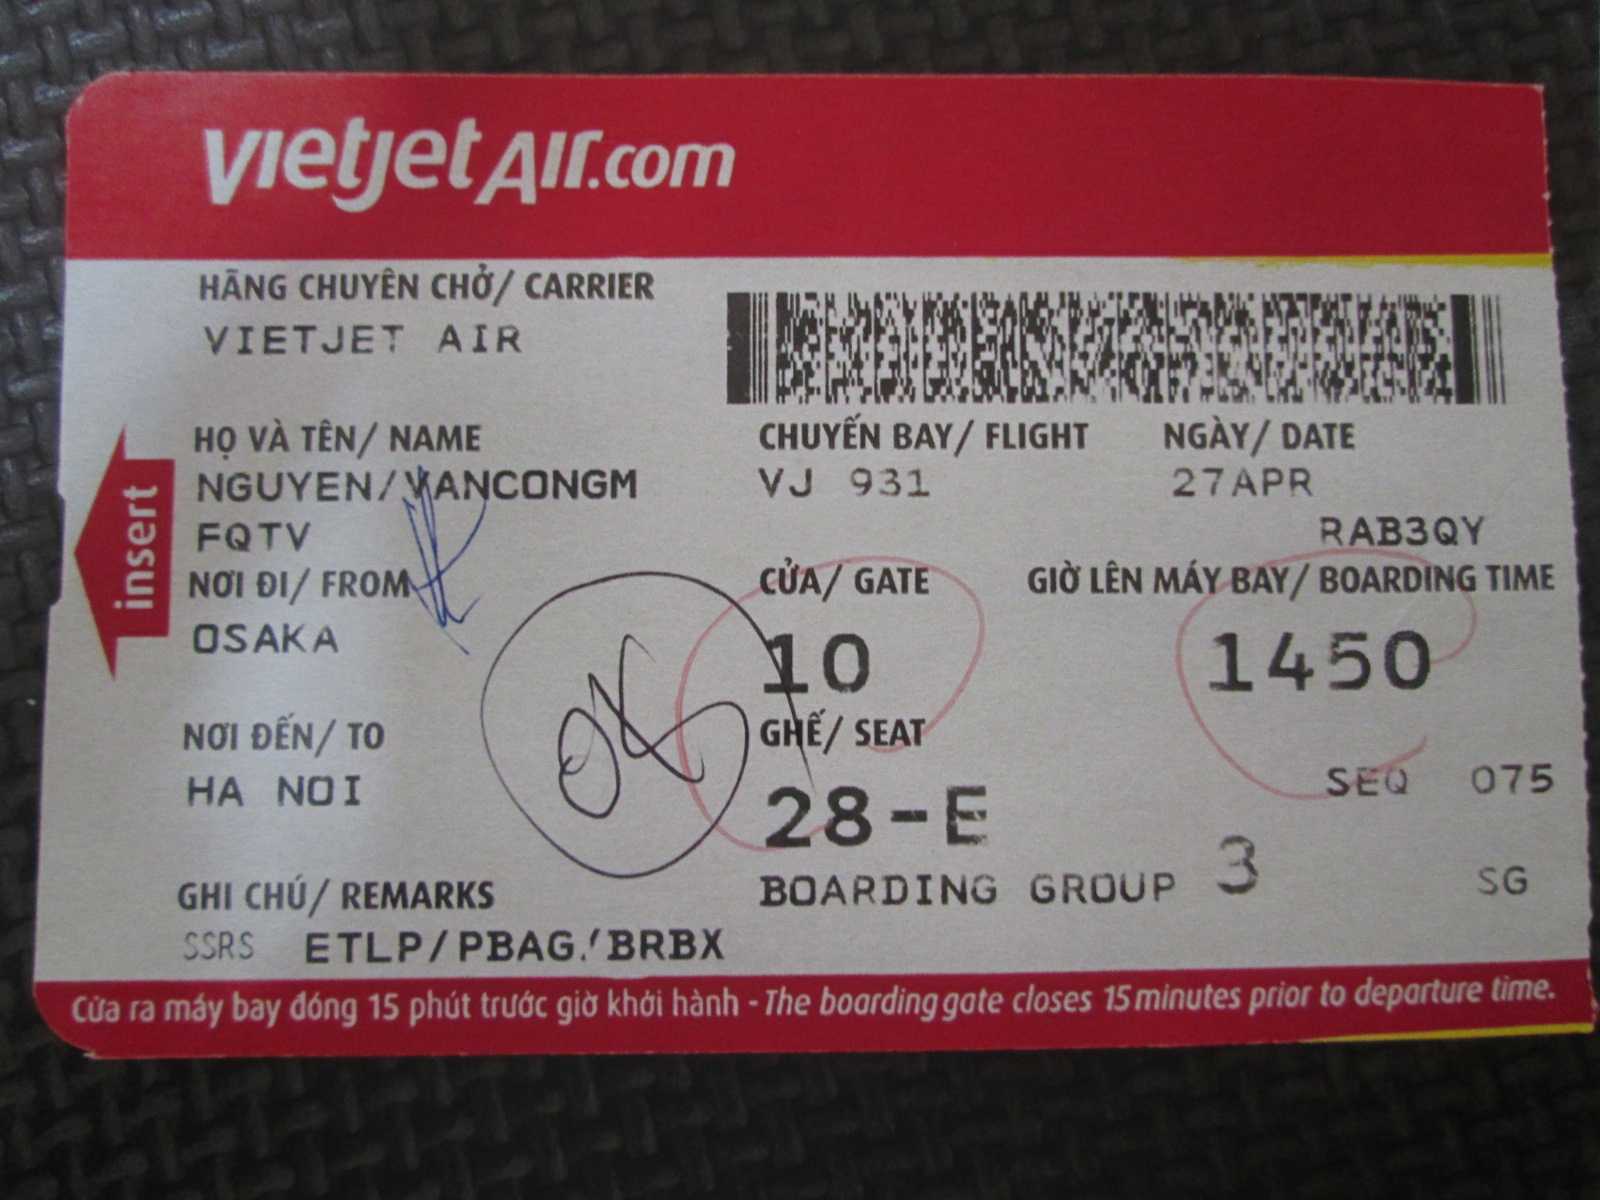 vietjetAir.com
HÃNG CHUYÊN CHỞ/ CARRIER
VIETJET AIR
HỌ VÀ TÊN/ NAME
NGUYEN/VANCONGM
FQTV
CHUYẾN BAY/ FLIGHT
VJ 931
NGÀY/ DATE
27APR
RAB3QY
insert
NƠI ĐI/ FROM
OSAKA
CỬA/ GATE
10
GIỜ LÊN MÁY BAY/ BOARDING TIME
1450
OK
NƠI ĐẾN/ TO
HA NOI
GHẾ/ SEAT
28-E
SEQ 075
BOARDING GROUP 3
SG
GHI CHÚ/ REMARKS
SSRS ETLP/PBAG/BRBX
Cửa ra máy bay đóng 15 phút trước giờ khởi hành - The boarding gate closes 15 minutes prior to departure time.